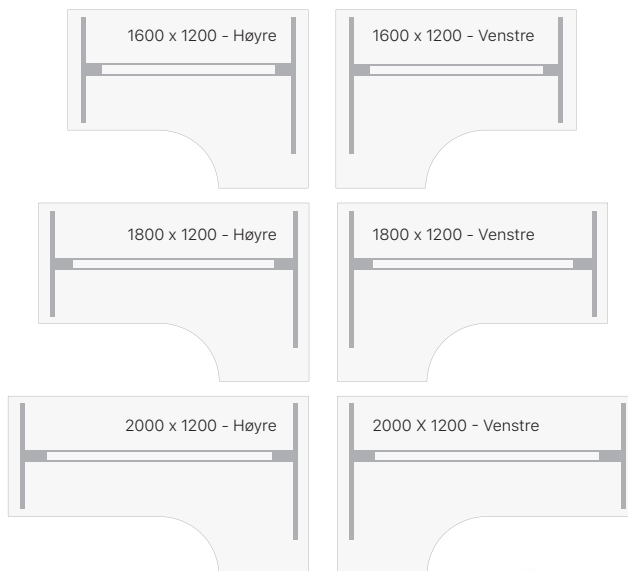 1600 x 1200 - Høyre
1600 x 1200 - Venstre
1800 x 1200 - Høyre
1800 x 1200 - Venstre
2000 x 1200 - Høyre
2000 X 1200 - Venstre